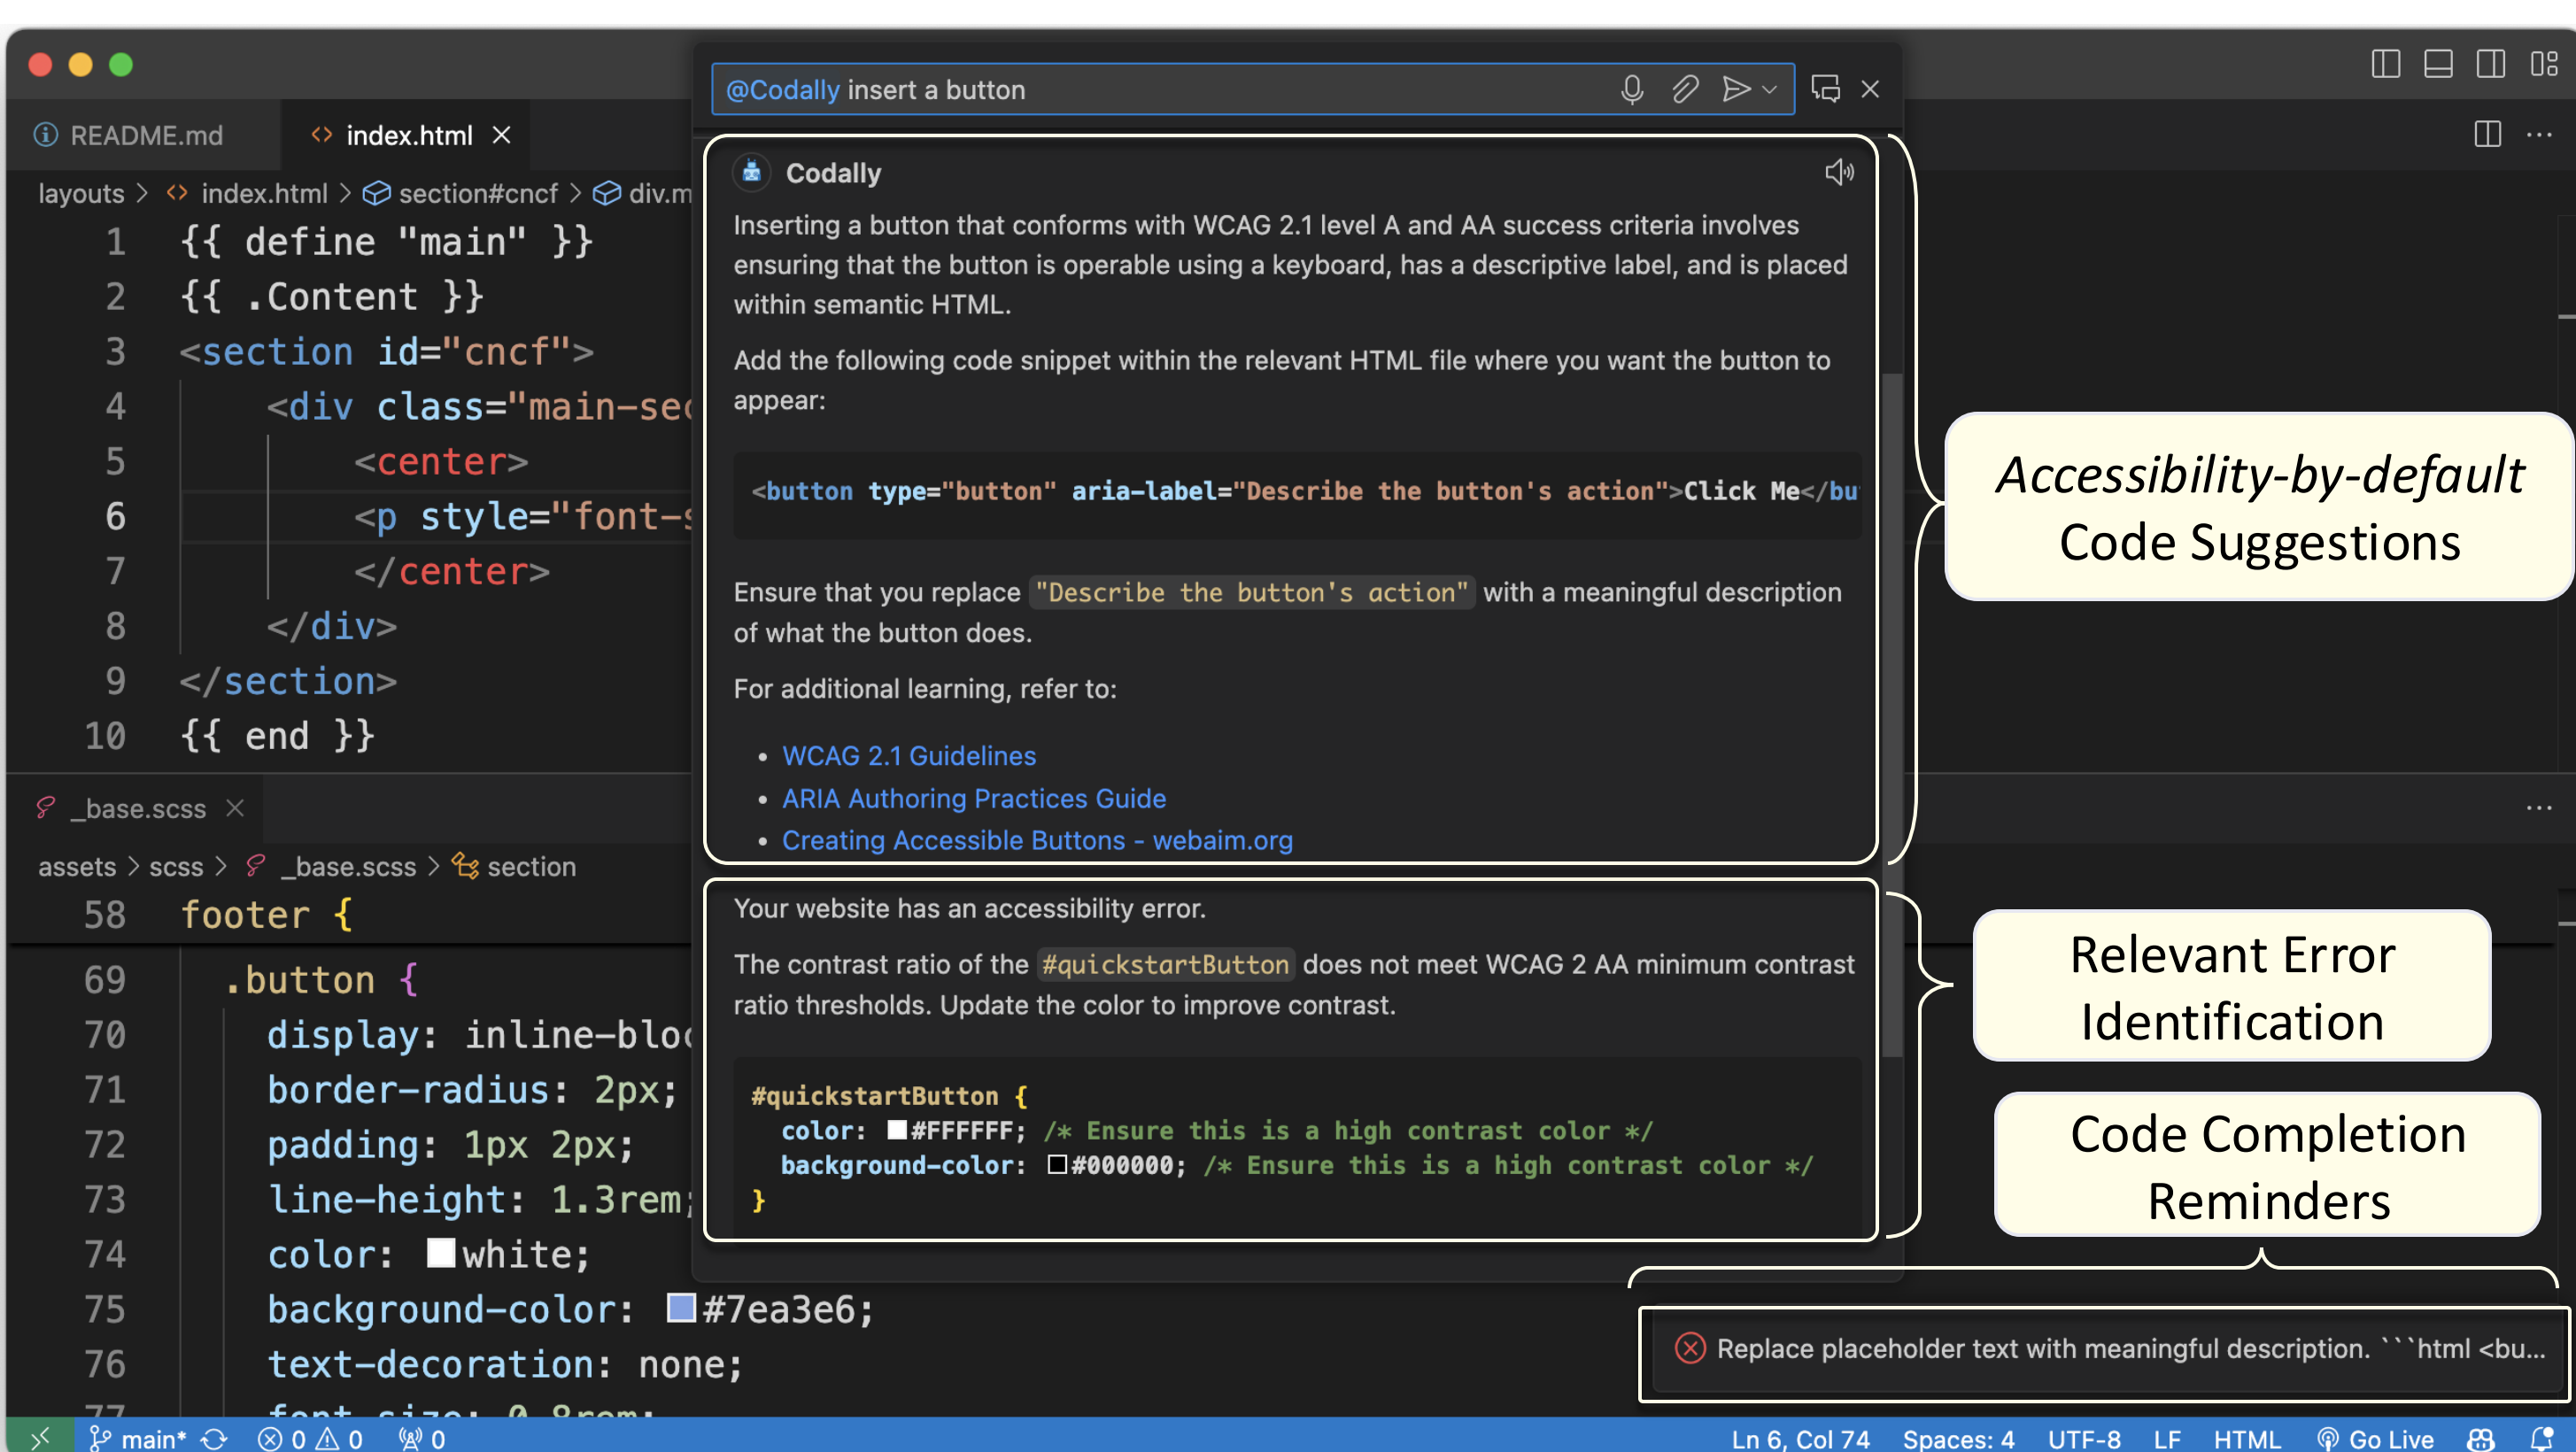 @Codally insert a button
README.md
index.html
layouts > index.html > section#cncf > div.m
1 {{ define "main" }}
2 {{ .Content }}
3 <section id="cncf">
4 <div class="main-sec
5 <center>
6 <p style="font-s
7 </center>
8 </div>
9 </section>
10 {{ end }}
_base.scss
assets > scss > _base.scss > section
58 footer {
69 .button {
70 display: inline-bloc
71 border-radius: 2px;
72 padding: 1px 2px;
73 line-height: 1.3rem;
74 color: white;
75 background-color: #7ea3e6;
76 text-decoration: none;
77 font-size: 0.8rem;
Codally
Inserting a button that conforms with WCAG 2.1 level A and AA success criteria involves
ensuring that the button is operable using a keyboard, has a descriptive label, and is placed
within semantic HTML.
Add the following code snippet within the relevant HTML file where you want the button to
appear:
<button type="button" aria-label="Describe the button's action">Click Me</bu
Ensure that you replace "Describe the button's action" with a meaningful description
of what the button does.
For additional learning, refer to:
• WCAG 2.1 Guidelines
• ARIA Authoring Practices Guide
• Creating Accessible Buttons - webaim.org
Your website has an accessibility error.
The contrast ratio of the #quickstartButton does not meet WCAG 2 AA minimum contrast
ratio thresholds. Update the color to improve contrast.
#quickstartButton {
color: #FFFFFF; /* Ensure this is a high contrast color */
background-color: #000000; /* Ensure this is a high contrast color */
}
Accessibility-by-default
Code Suggestions
Relevant Error
Identification
Code Completion
Reminders
Replace placeholder text with meaningful description. ```html <bu...
main* 0 0 0
Ln 6, Col 74 Spaces: 4 UTF-8 LF HTML Go Live